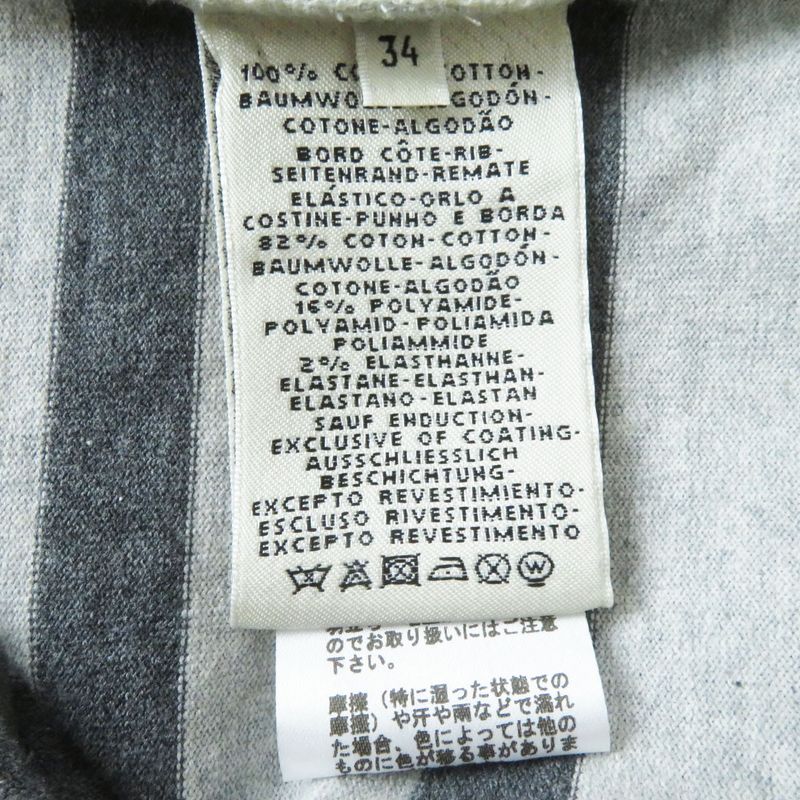 34
100% CO COTTON-
BAUMWOLLE-ALGODÓN-
COTONE-ALGODÃO
BORD CÔTE-RIB-
SEITENRAND-REMATE
ELÁSTICO-ORLO A
COSTINE-PUNHO E BORDA
82% COTON-COTTON-
BAUMWOLLE-ALGODÓN-
COTONE-ALGODÃO
16% POLYAMIDE-
POLYAMID-POLIAMIDA
POLIAMMIDE
2% ELASTHANNE-
ELASTANE-ELASTHAN-
ELASTANO-ELASTAN
SAUF ENDUCTION-
EXCLUSIVE OF COATING-
AUSSCHLIESSLICH
BESCHICHTUNG-
EXCEPTO REVESTIMIENTO-
ESCLUSO RIVESTIMENTO-
EXCEPTO REVESTIMENTO
W
のでお取り扱いにはご注意
下さい。
摩擦（特に湿った状態での
摩擦）や汗や雨などで濡れ
た場合、色によっては他の
ものに色が移る事がありま